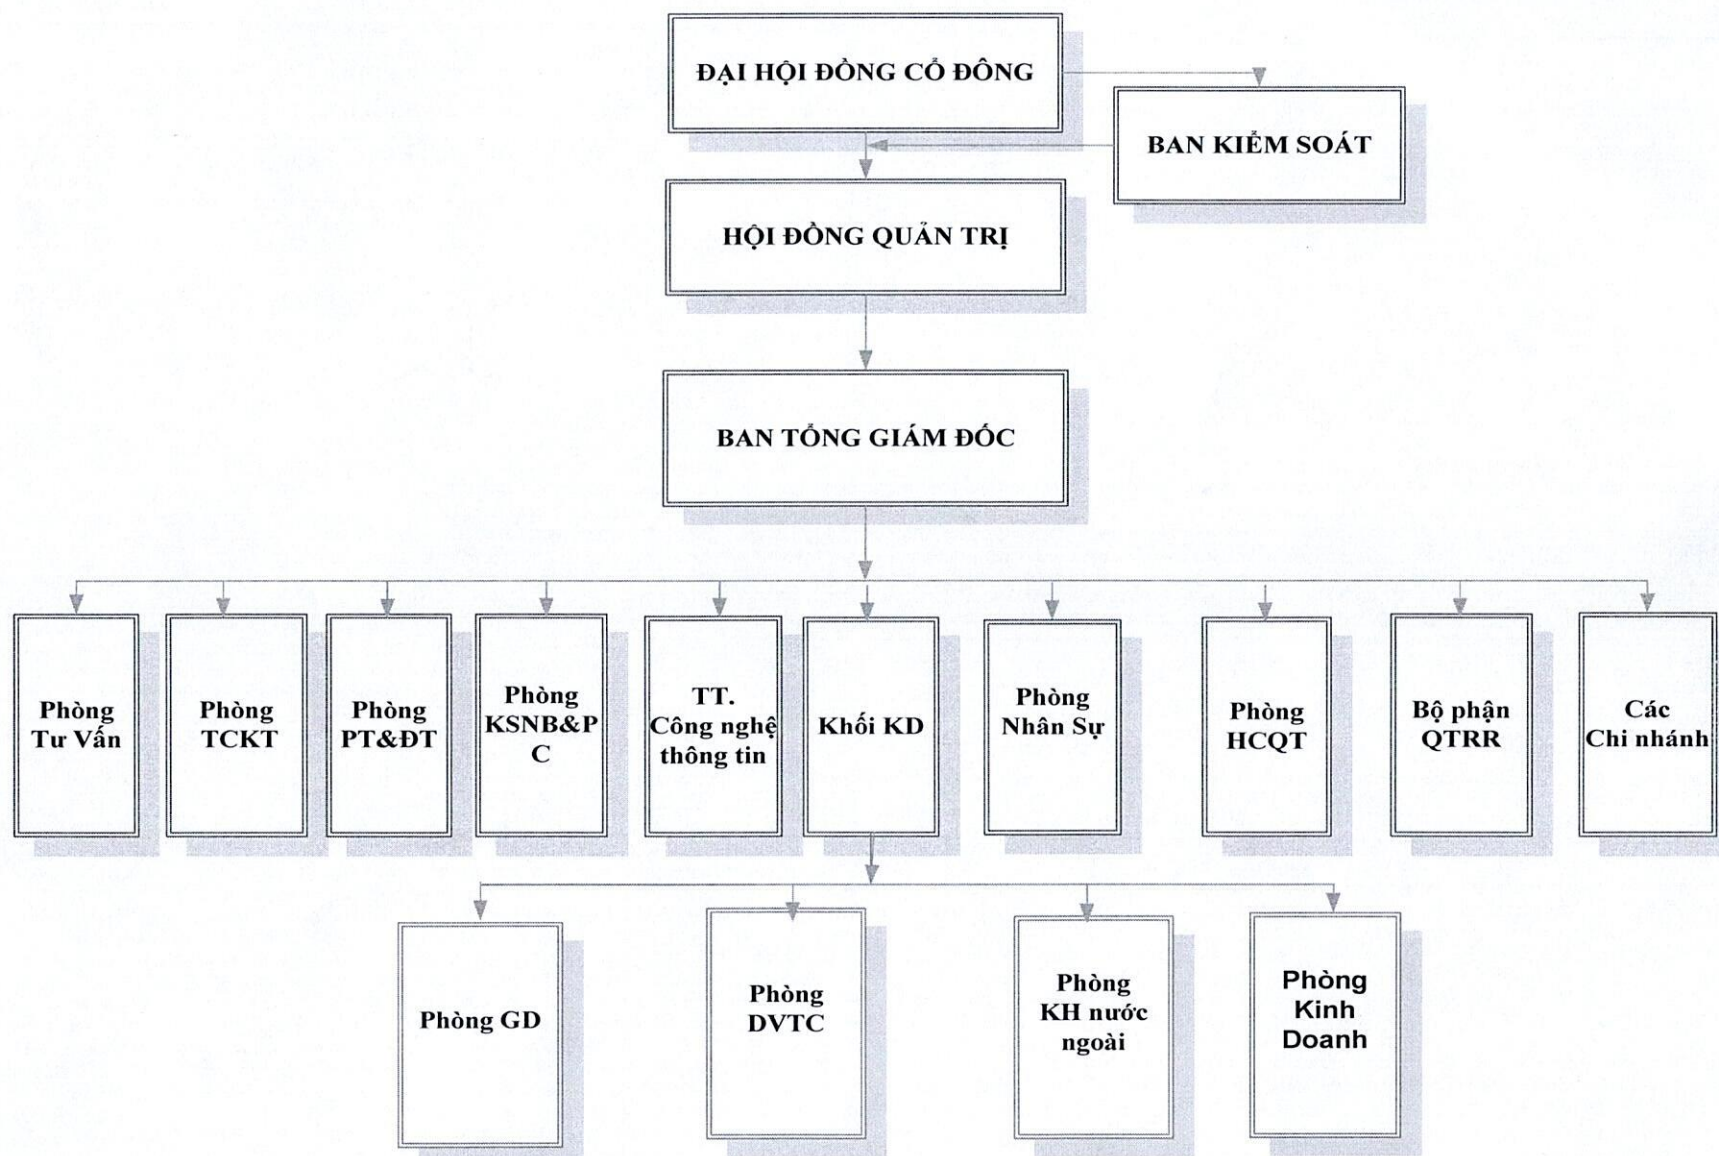 ĐẠI HỘI ĐỒNG CỔ ĐÔNG
BAN KIỂM SOÁT
HỘI ĐỒNG QUẢN TRỊ
BAN TỔNG GIÁM ĐỐC
Phòng
Tư Vấn
Phòng
TCKT
Phòng
PT&ĐT
Phòng
KSNB&P
C
TT.
Công nghệ
thông tin
Khối KD
Phòng
Nhân Sự
Phòng
HCQT
Bộ phận
QTRR
Các
Chi nhánh
Phòng GD
Phòng
DVTC
Phòng
KH nước
ngoài
Phòng
Kinh
Doanh